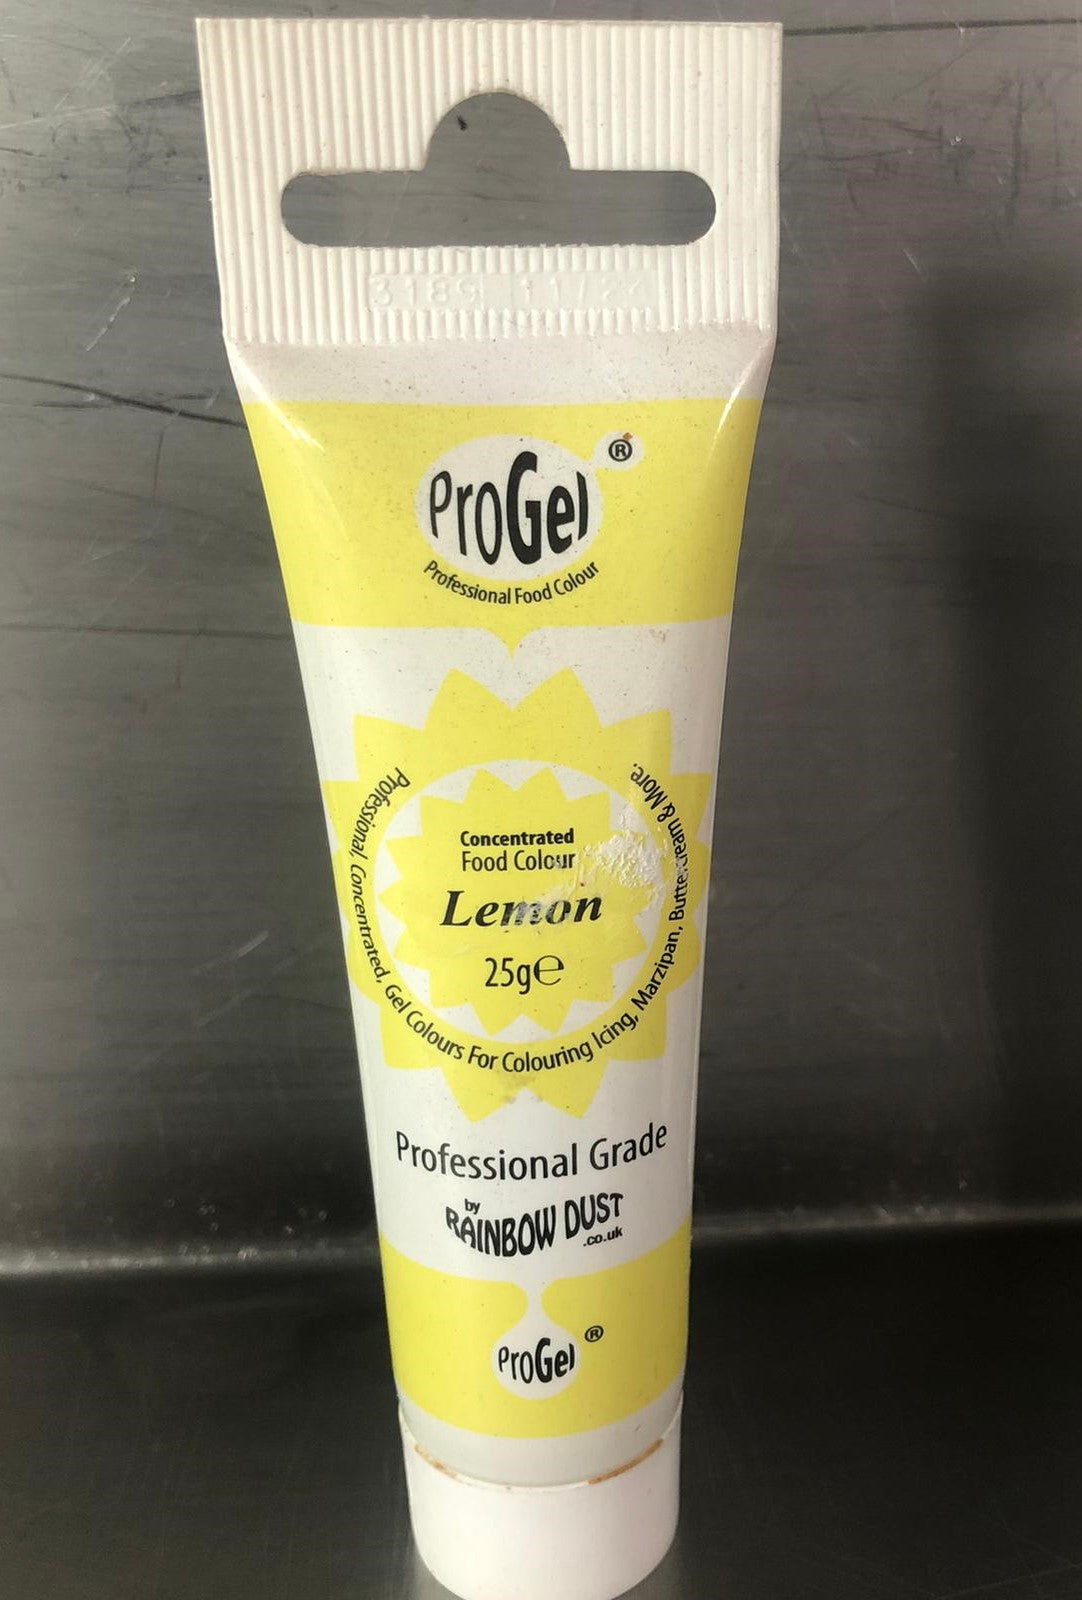 3189 11/24
ProGel®
Professional Food Colour
Concentrated
Food Colour
Lemon
25g℮
Professional, Concentrated, Gel Colours For Colouring Icing, Marzipan, Buttercream & More.
Professional Grade
by
RAINBOW DUST
.co.uk
ProGel®